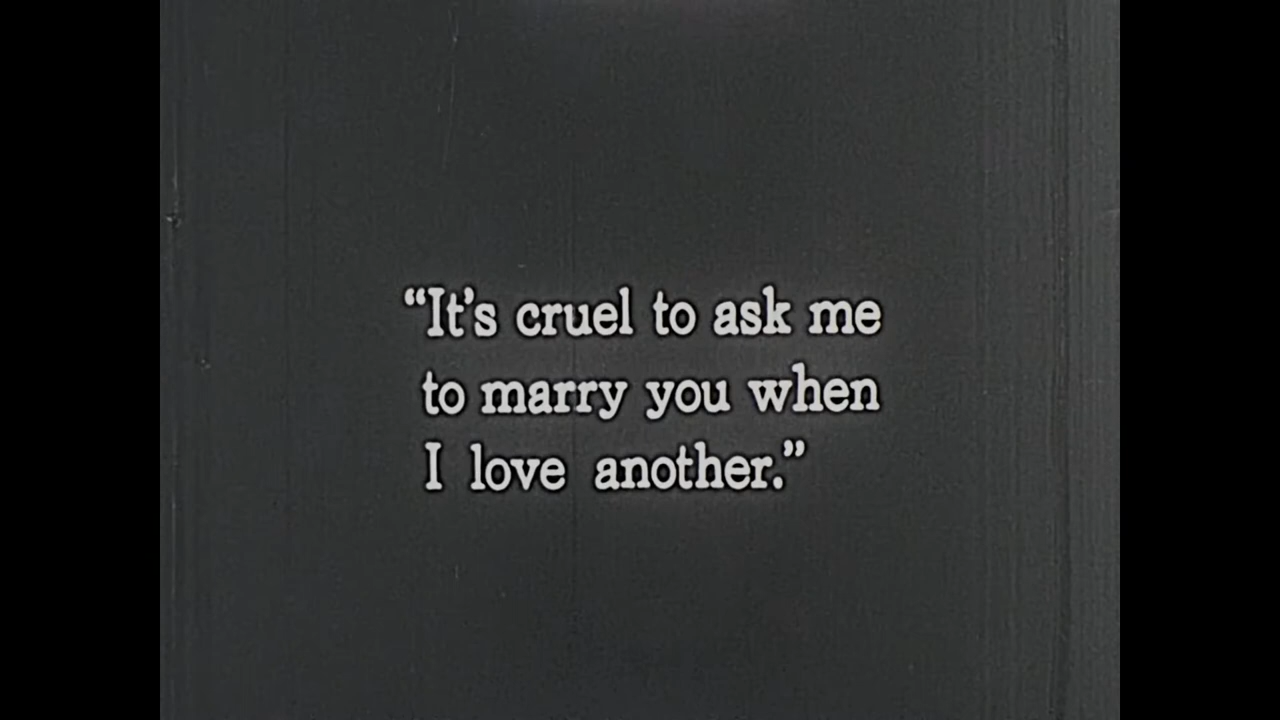 “It’s cruel to ask me
to marry you when
I love another.”